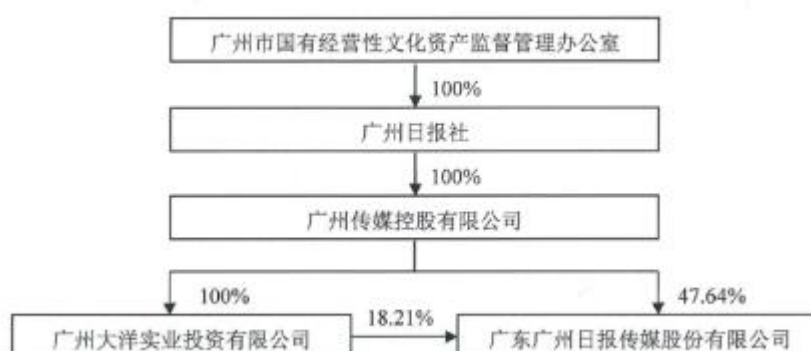 广州市国有经营性文化资产监督管理办公室
100%
广州日报社
100%
广州传媒控股有限公司
100%
47.64%
18.21%
广州大洋实业投资有限公司
广东广州日报传媒股份有限公司